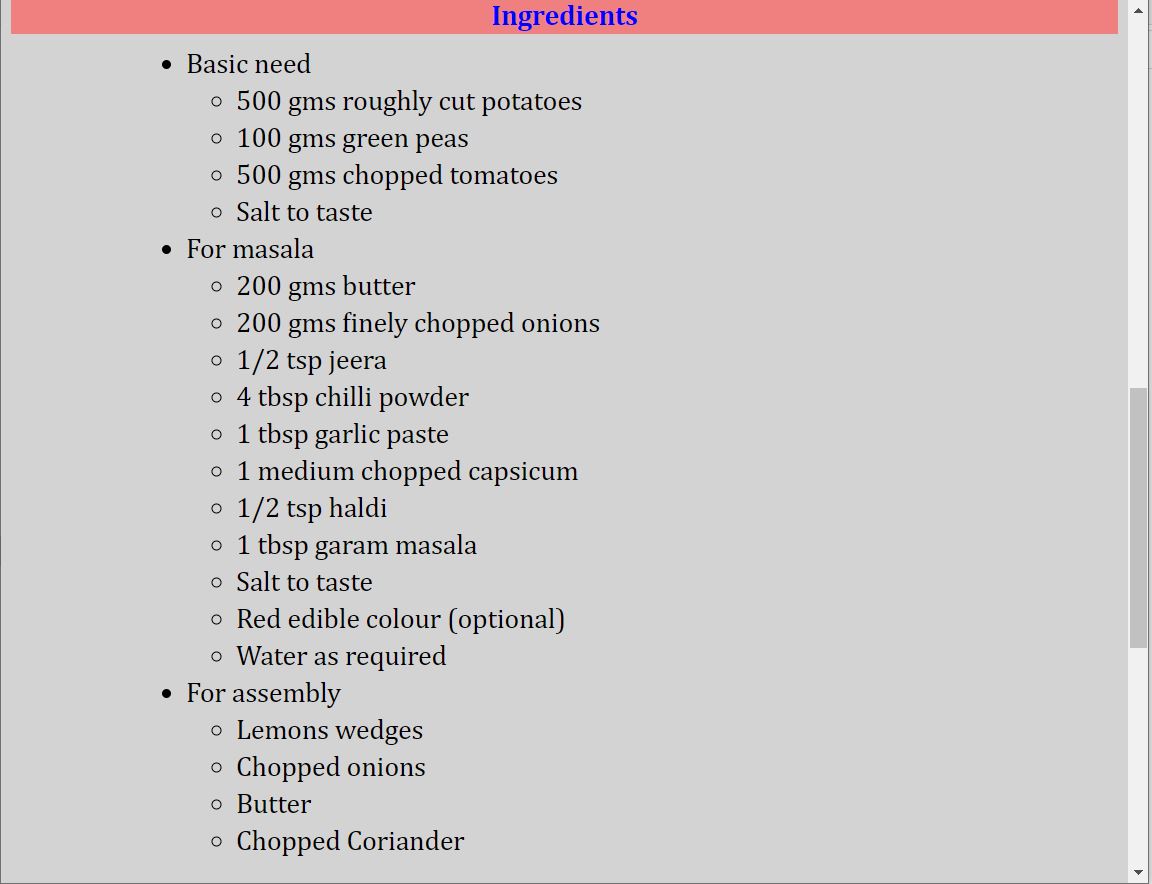 Ingredients
Basic need
500 gms roughly cut potatoes
100 gms green peas
500 gms chopped tomatoes
Salt to taste
For masala
200 gms butter
200 gms finely chopped onions
1/2 tsp jeera
4 tbsp chilli powder
1 tbsp garlic paste
1 medium chopped capsicum
1/2 tsp haldi
1 tbsp garam masala
Salt to taste
Red edible colour (optional)
Water as required
For assembly
Lemons wedges
Chopped onions
Butter
Chopped Coriander